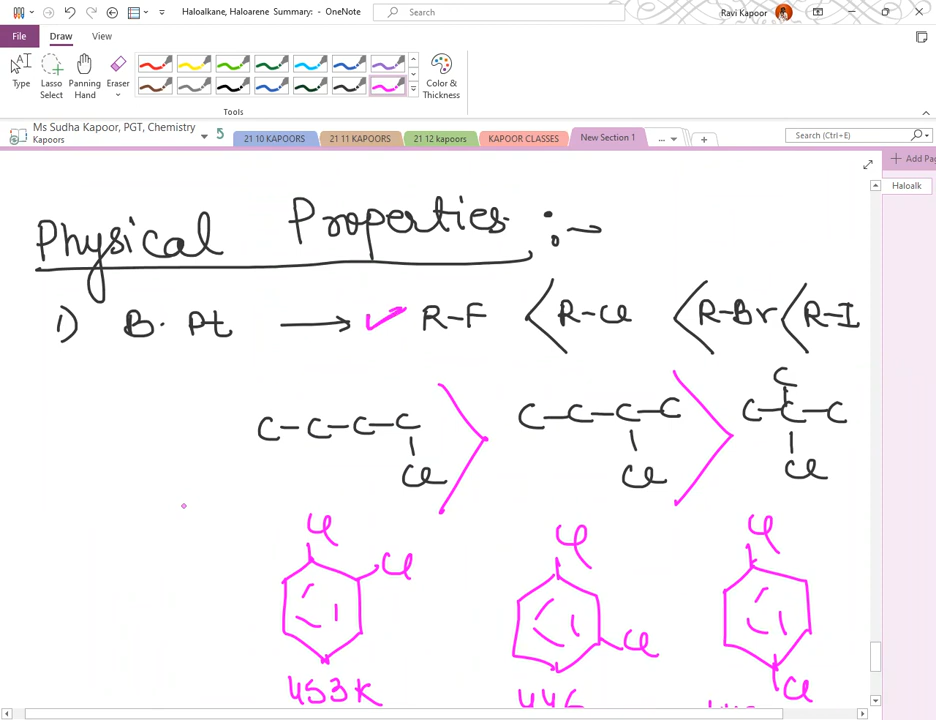 Haloalkane, Haloarene Summary: - OneNote
Search
Ravi Kapoor
File
Draw
View
Type
Lasso Select
Panning Hand
Eraser
Color & Thickness
Tools
Ms Sudha Kapoor, PGT, Chemistry
Kapoors
21 10 KAPOORS
21 11 KAPOORS
21 12 kapoors
KAPOOR CLASSES
New Section 1
...
Search (Ctrl+E)
Add Pag
Haloalk
Physical Properties :-
1) B. Pt → ✓ R-F < R-Cl < R-Br < R-I
C-C-C-C > C-C-C-C > C-C-C
Cl Cl C Cl
Cl Cl Cl
Cl Cl Cl
453K 446